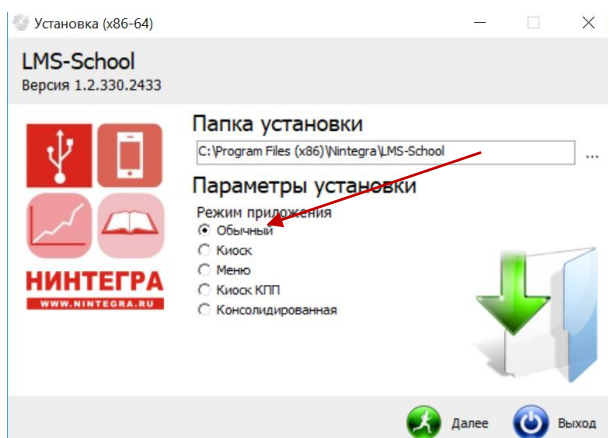 Установка (x86-64)
LMS-School
Версия 1.2.330.2433
Папка установки
C:\Program Files (x86)\Nintegra\LMS-School
...
Параметры установки
Режим приложения
Обычный
Киоск
Меню
Киоск КПП
Консолидированная
НИНТЕГРА
WWW.NINTEGRA.RU
Далее
Выход